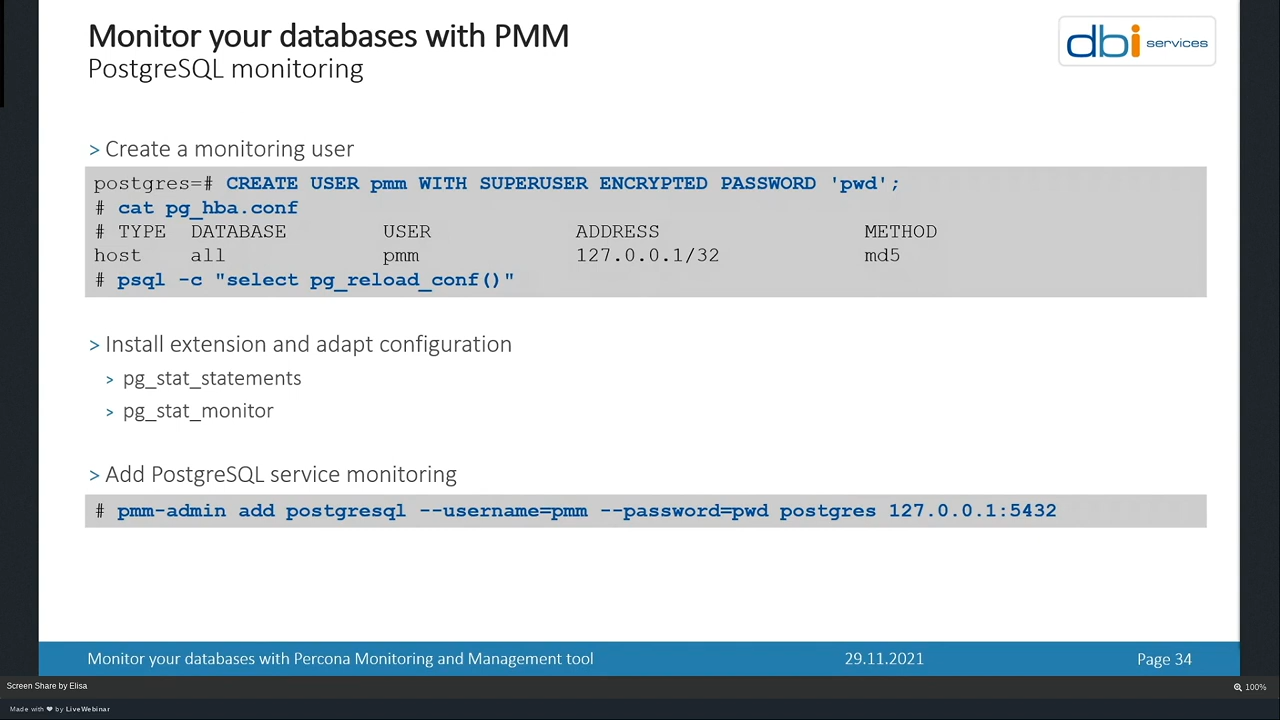 Monitor your databases with PMM
PostgreSQL monitoring
dbi services
> Create a monitoring user
postgres=# CREATE USER pmm WITH SUPERUSER ENCRYPTED PASSWORD 'pwd';
# cat pg_hba.conf
# TYPE DATABASE USER ADDRESS METHOD
host all pmm 127.0.0.1/32 md5
# psql -c "select pg_reload_conf()"
> Install extension and adapt configuration
> pg_stat_statements
> pg_stat_monitor
> Add PostgreSQL service monitoring
# pmm-admin add postgresql --username=pmm --password=pwd postgres 127.0.0.1:5432
Monitor your databases with Percona Monitoring and Management tool 29.11.2021 Page 34
Screen Share by Elisa 100%
Made with ❤ by LiveWebinar